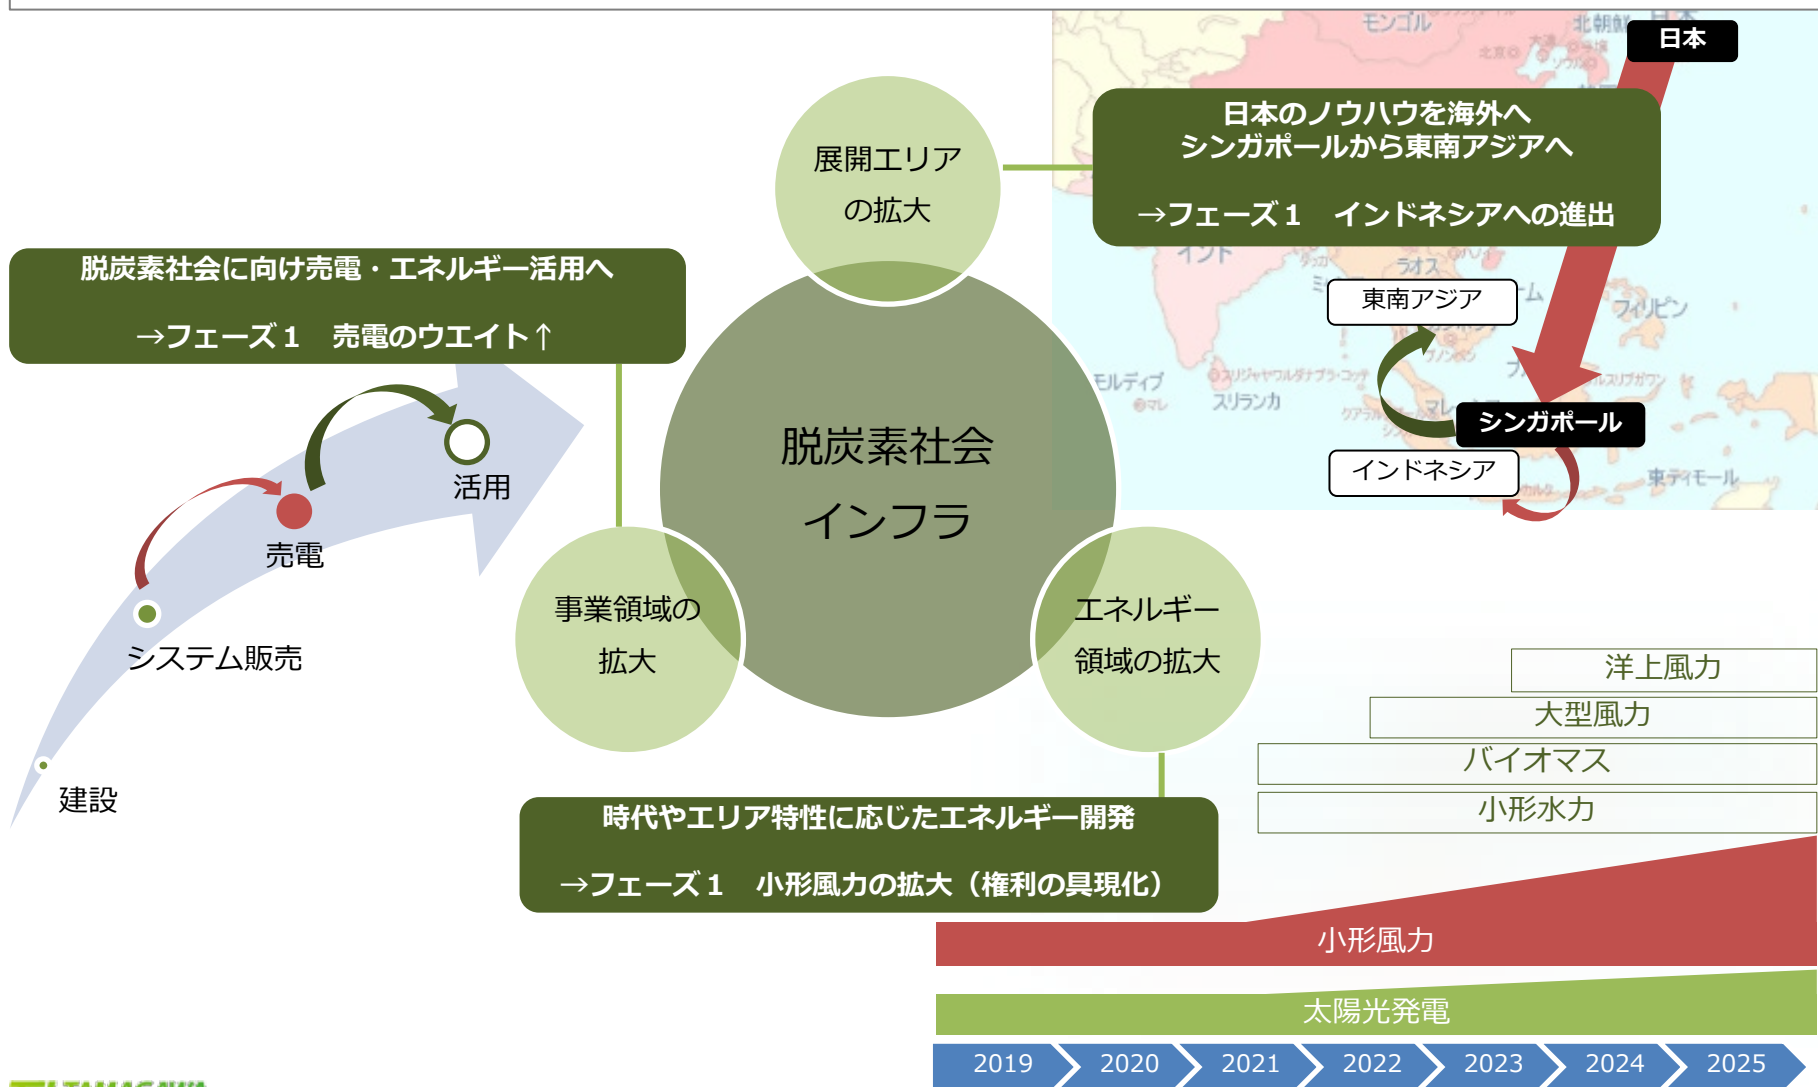 展開エリア
の拡大
日本のノウハウを海外へ
シンガポールから東南アジアへ
→フェーズ１　インドネシアへの進出
脱炭素社会に向け売電・エネルギー活用へ
→フェーズ１　売電のウエイト↑
脱炭素社会
インフラ
事業領域の
拡大
エネルギー
領域の拡大
時代やエリア特性に応じたエネルギー開発
→フェーズ１　小形風力の拡大（権利の具現化）
活用
売電
システム販売
建設
モンゴル
北朝鮮
日本
インド
ラオス
東南アジア
フィリピン
モルディブ
スリランカ
シンガポール
インドネシア
東ティモール
洋上風力
大型風力
バイオマス
小形水力
小形風力
太陽光発電
2019 2020 2021 2022 2023 2024 2025